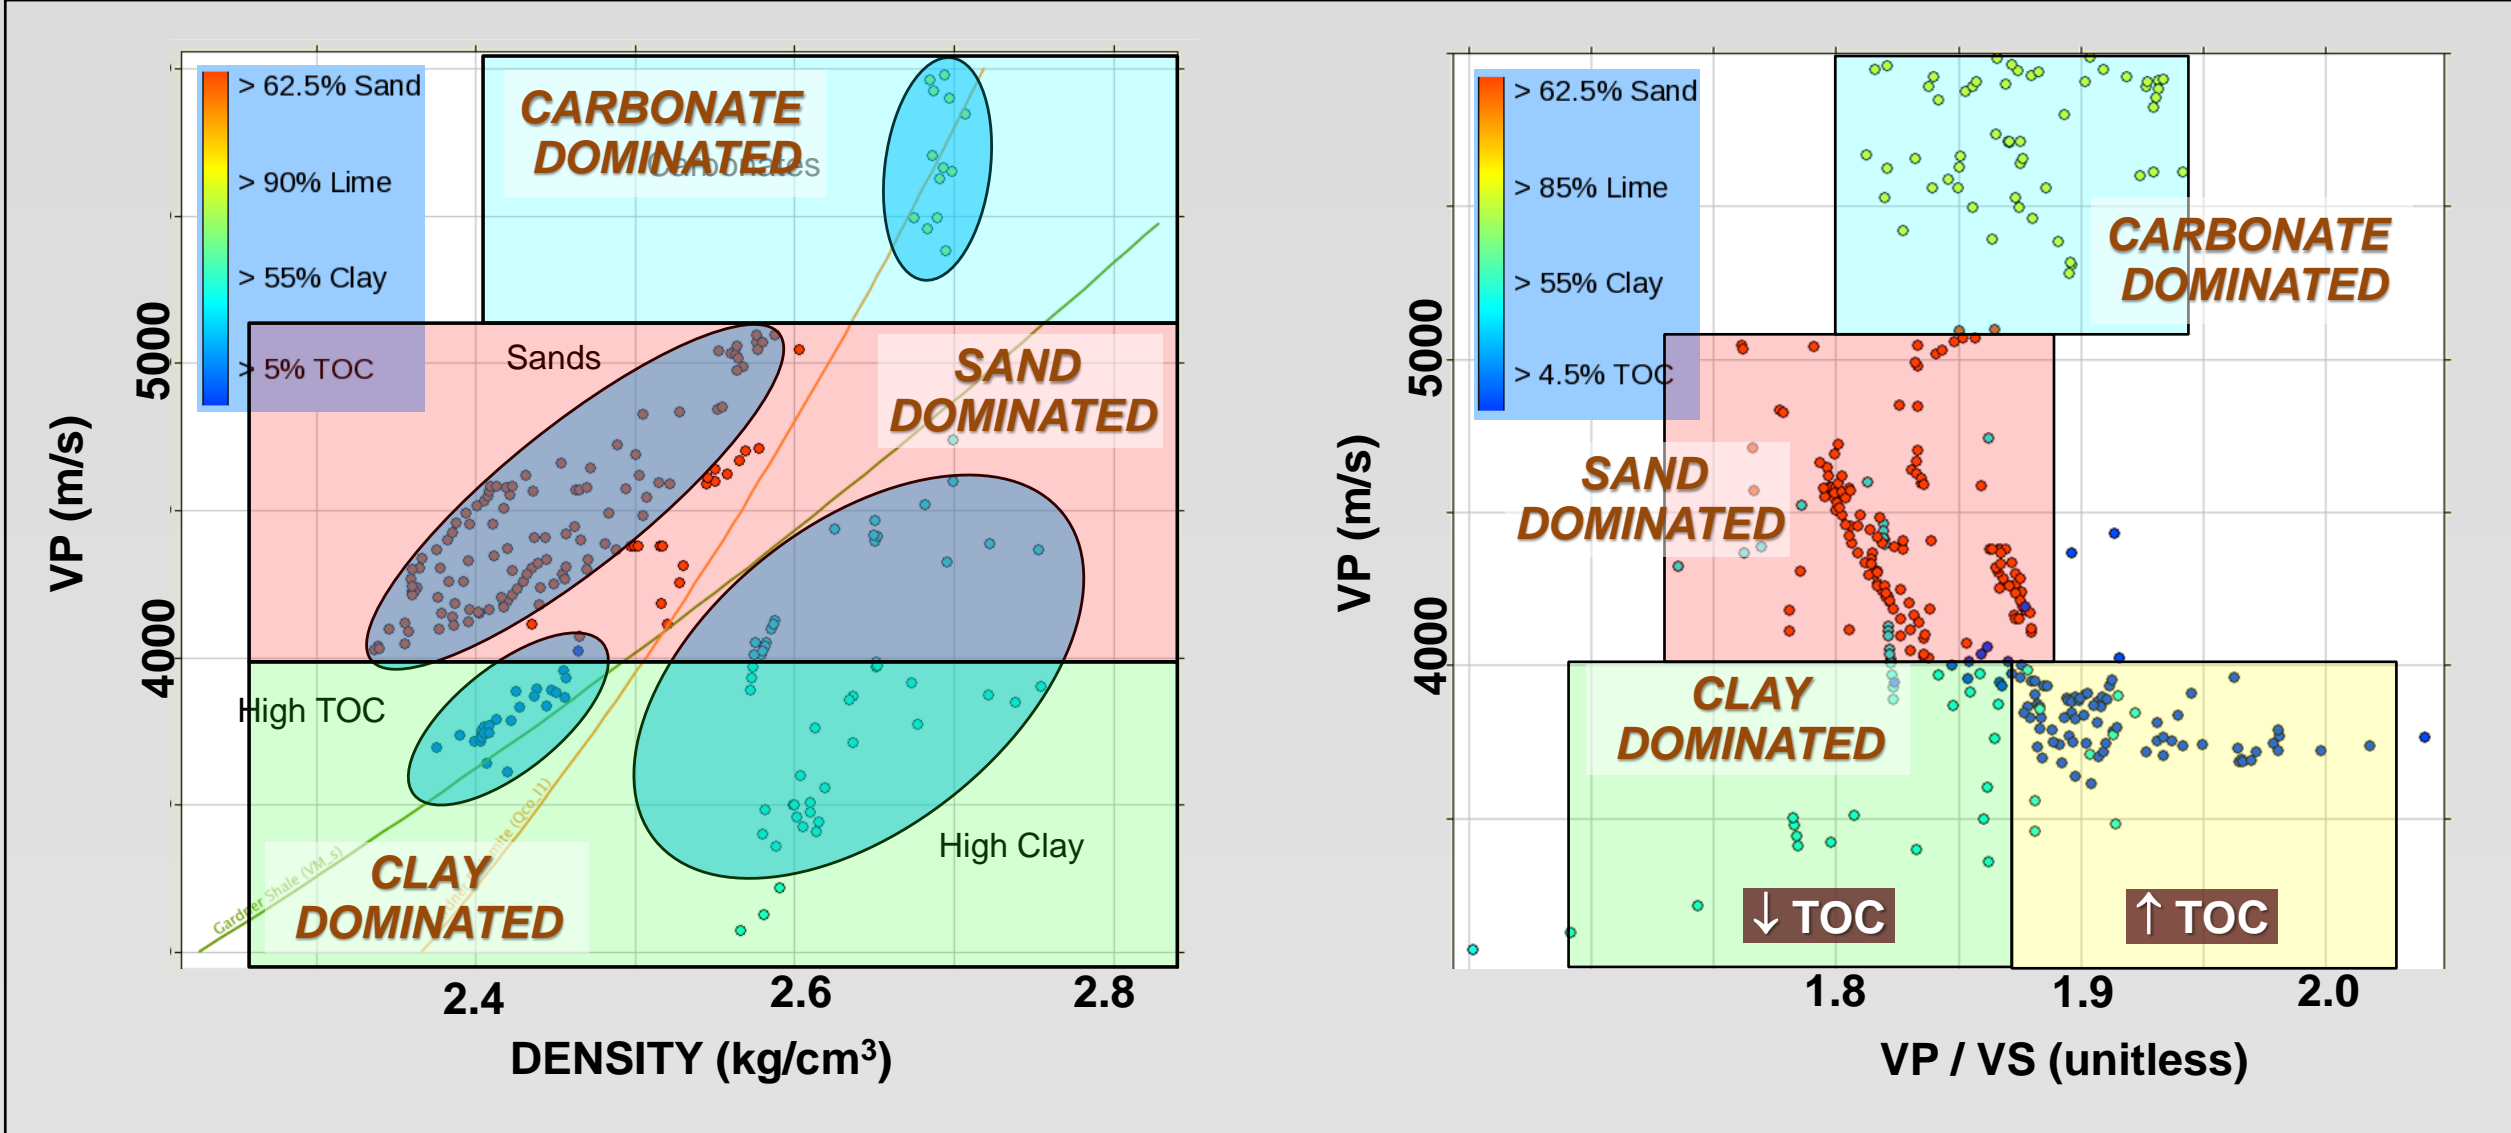 > 62.5% Sand
> 90% Lime
> 55% Clay
> 5% TOC
CARBONATE
DOMINATED
Carbonates
Sands
SAND
DOMINATED
High TOC
High Clay
CLAY
DOMINATED
Gardner Shale (VM_s)
5000
4000
VP (m/s)
2.4
2.6
2.8
DENSITY (kg/cm³)
> 62.5% Sand
> 85% Lime
> 55% Clay
> 4.5% TOC
CARBONATE
DOMINATED
SAND
DOMINATED
CLAY
DOMINATED
↓ TOC
↑ TOC
5000
4000
VP (m/s)
1.8
1.9
2.0
VP / VS (unitless)